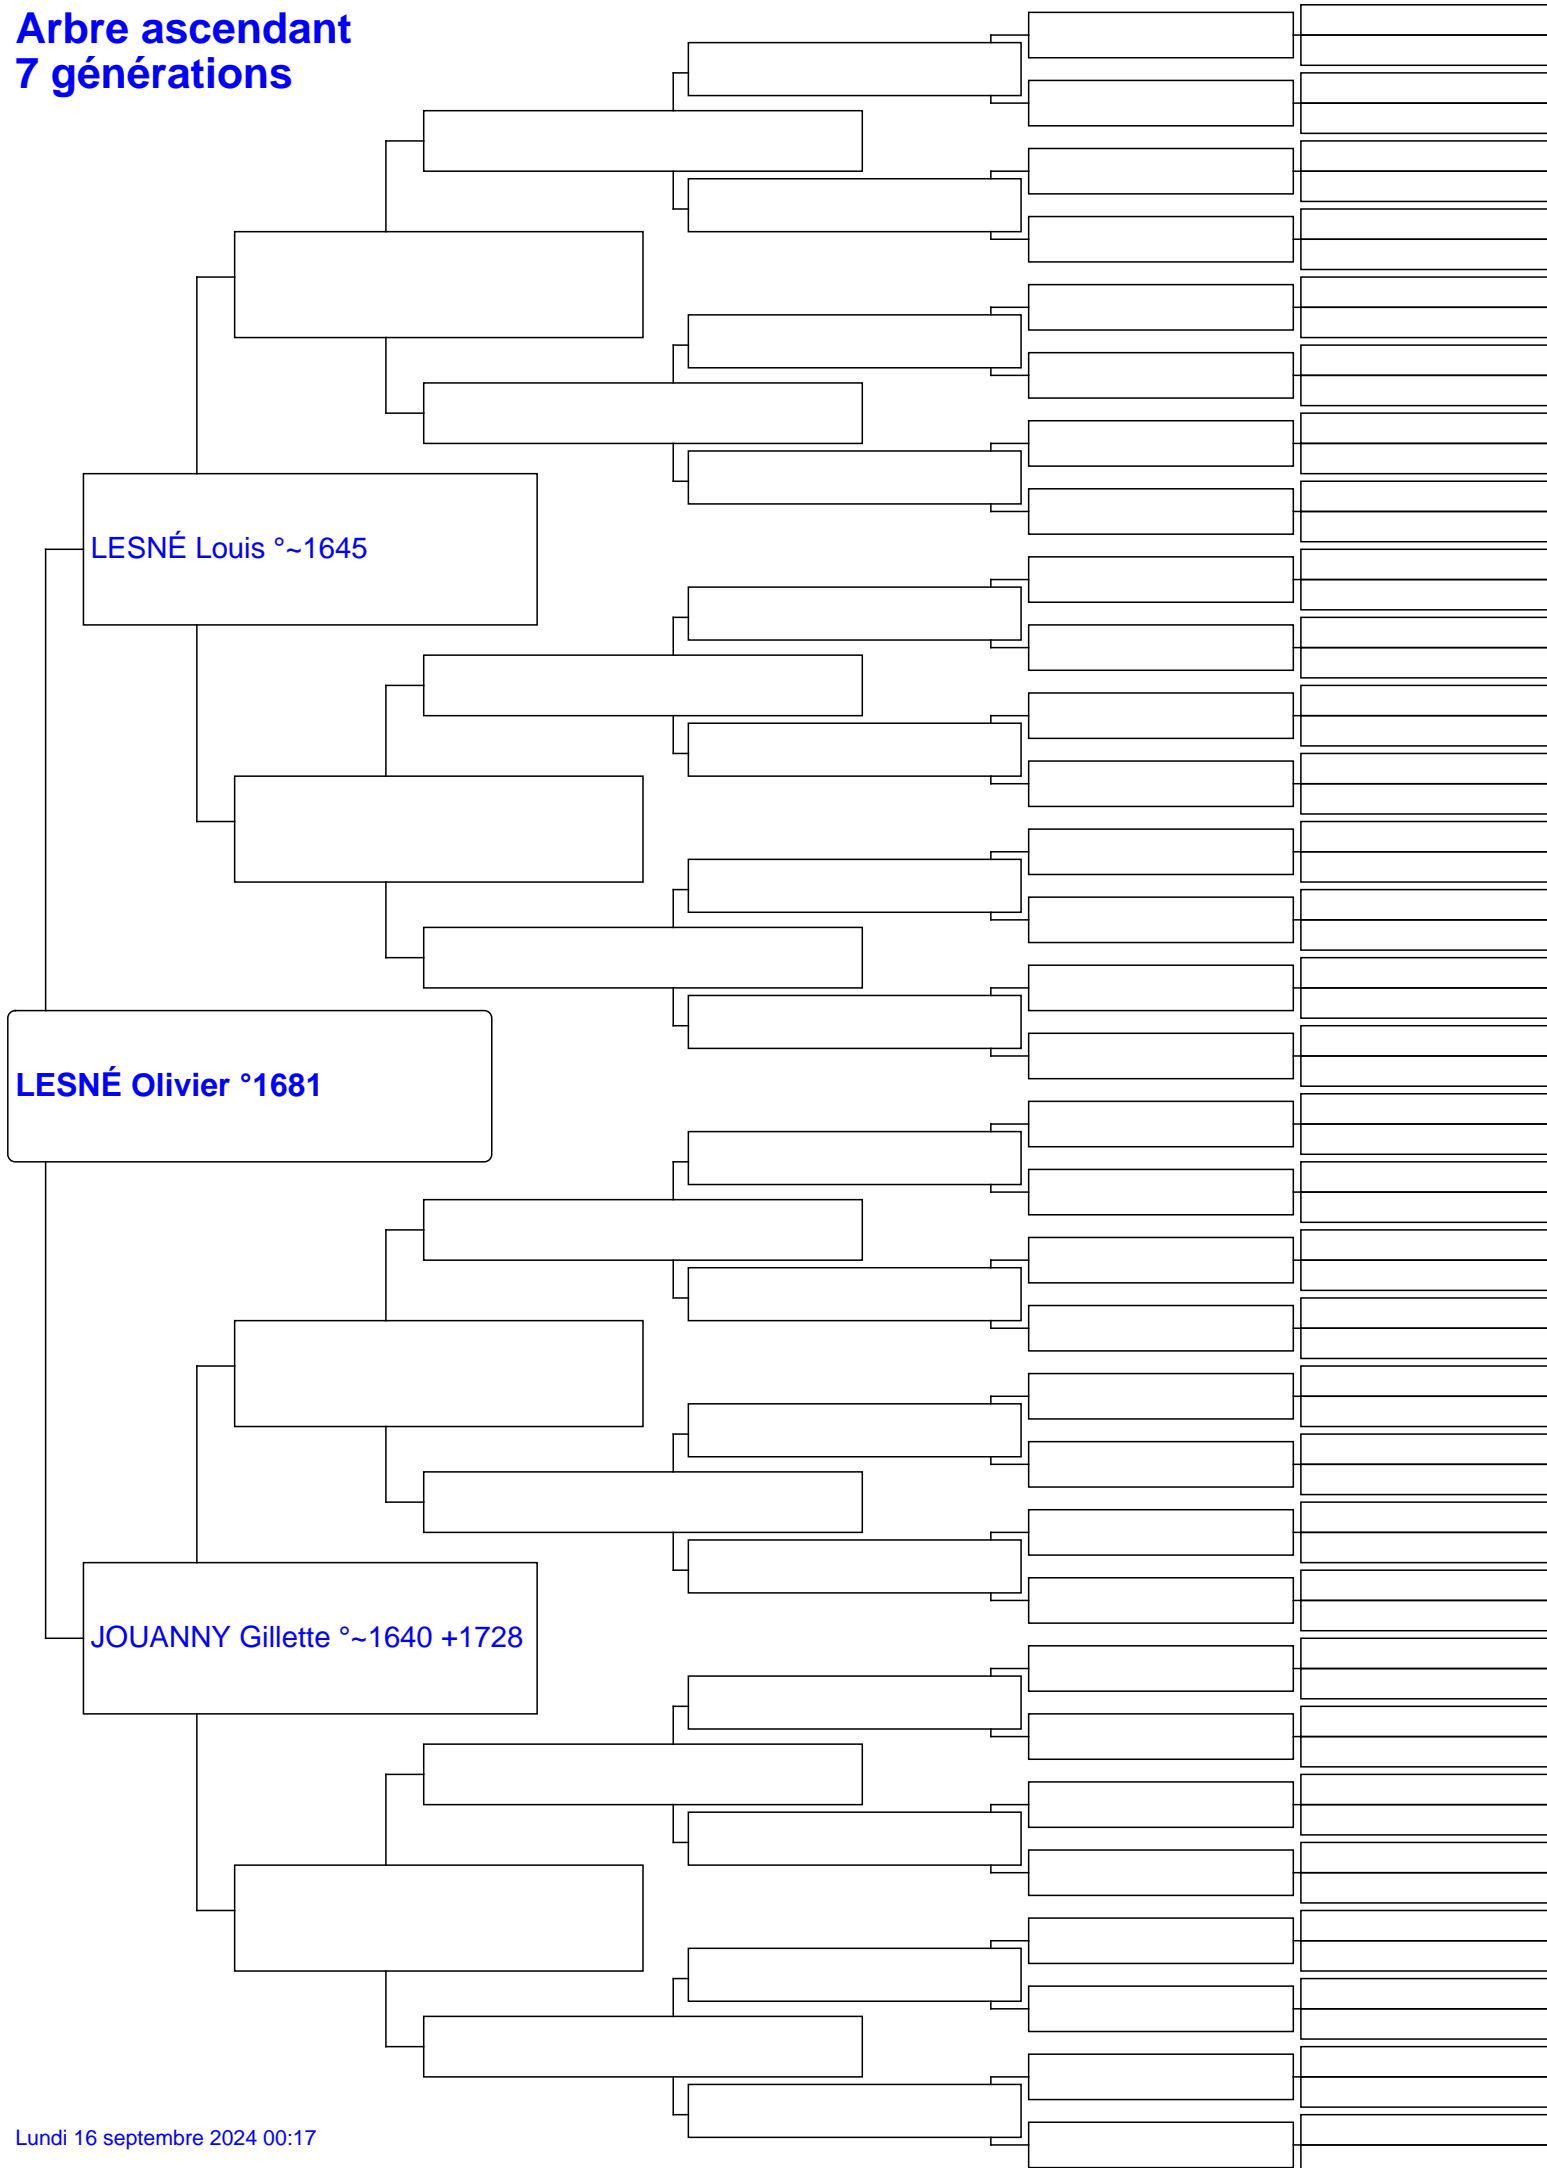 Arbre ascendant
7 générations
LESNÉ Louis °~1645
LESNÉ Olivier °1681
JOUANNY Gillette °~1640 +1728
Lundi 16 septembre 2024 00:17